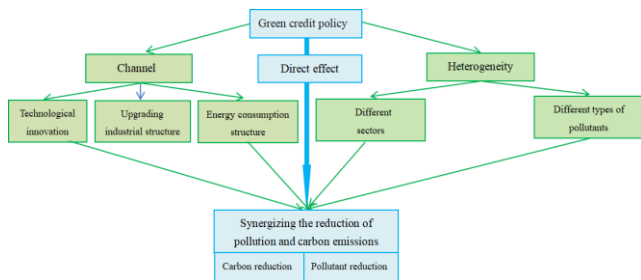 Green credit policy
Channel
Direct effect
Heterogeneity
Technological
innovation
Upgrading
industrial structure
Energy consumption
structure
Different
sectors
Different types of
pollutants
Synergizing the reduction of
pollution and carbon emissions
Carbon reduction
Pollutant reduction